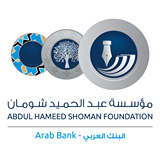 مؤسسة عبد الحميد شومان
ABDUL HAMEED SHOMAN FOUNDATION
Arab Bank - البنك العربي